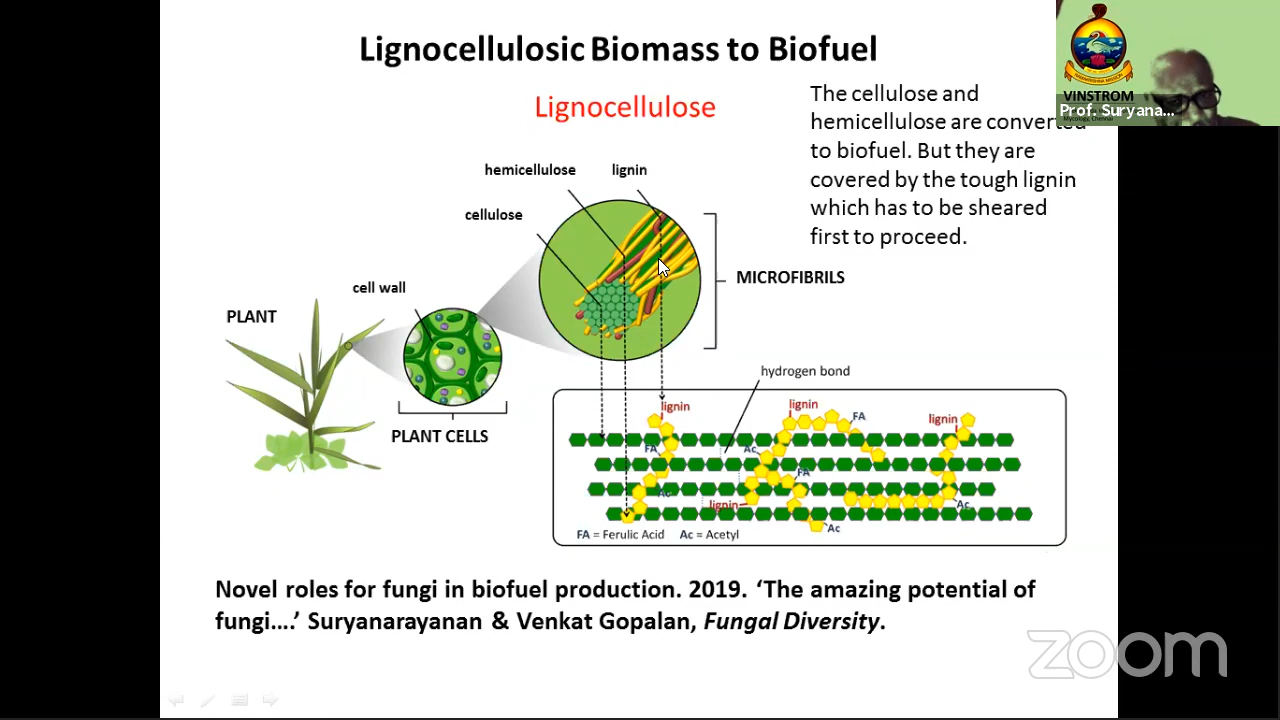 Lignocellulosic Biomass to Biofuel
Lignocellulose
The cellulose and
hemicellulose are converted
to biofuel. But they are
covered by the tough lignin
which has to be sheared
first to proceed.
VINSTROM
Prof. Suryana...
Mycology, Chennai
hemicellulose
lignin
cellulose
MICROFIBRILS
cell wall
PLANT
PLANT CELLS
hydrogen bond
lignin
lignin
lignin
FA
FA
Ac
FA
Ac
lignin
Ac
Ac
FA = Ferulic Acid Ac = Acetyl
Novel roles for fungi in biofuel production. 2019. ‘The amazing potential of
fungi....’ Suryanarayanan & Venkat Gopalan, Fungal Diversity.
zoom